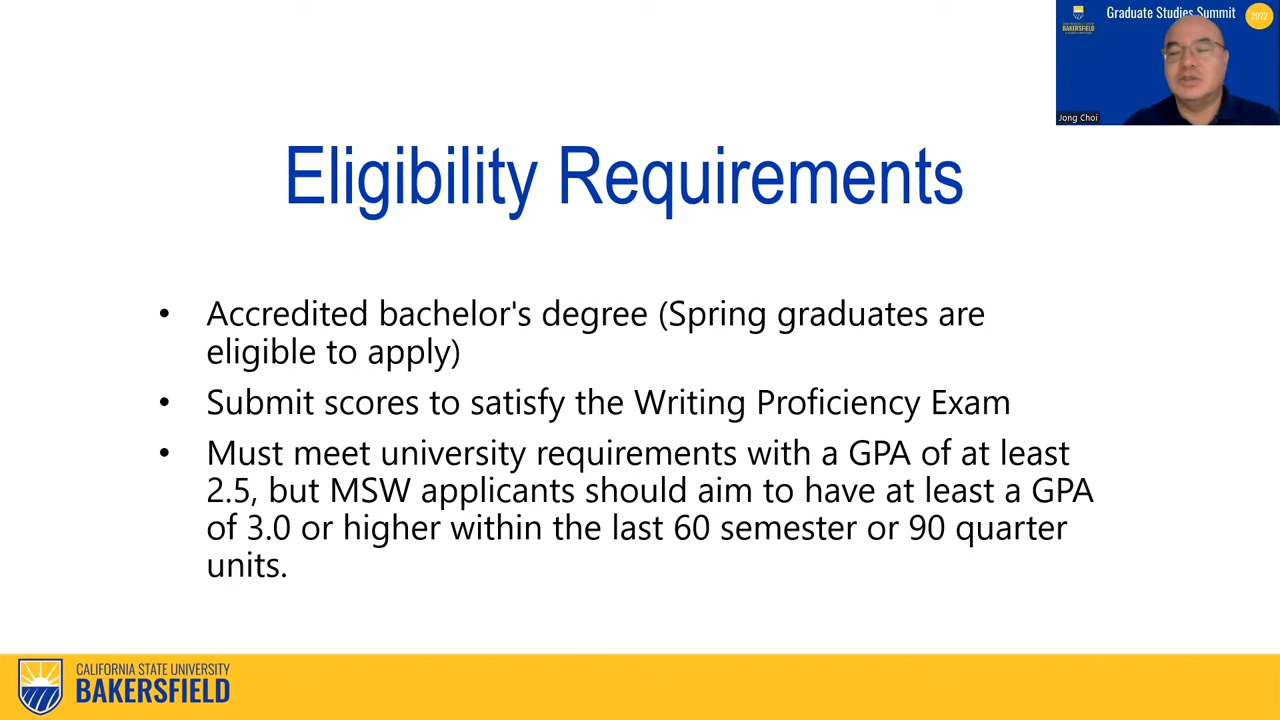 Graduate Studies Summit
2022
BAKERSFIELD
Jong Choi
Eligibility Requirements
• Accredited bachelor's degree (Spring graduates are
eligible to apply)
• Submit scores to satisfy the Writing Proficiency Exam
• Must meet university requirements with a GPA of at least
2.5, but MSW applicants should aim to have at least a GPA
of 3.0 or higher within the last 60 semester or 90 quarter
units.
CALIFORNIA STATE UNIVERSITY
BAKERSFIELD